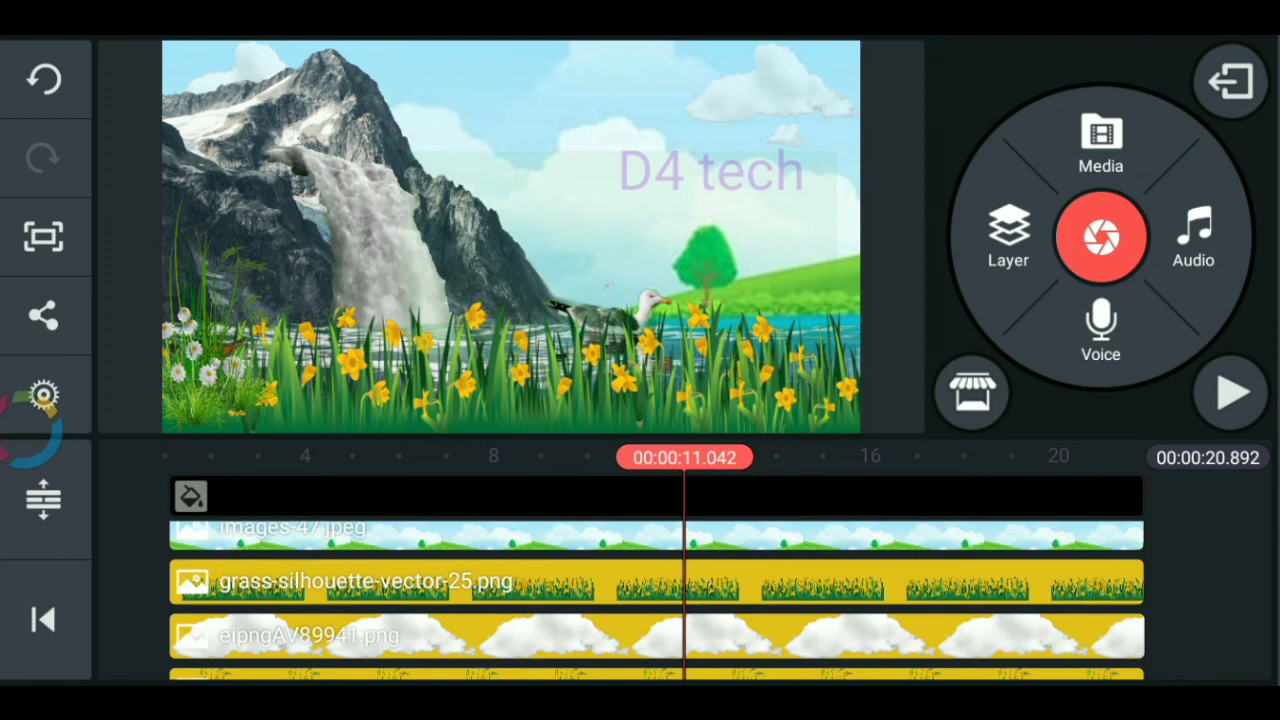 D4 tech
Media
Layer
Audio
Voice
4
8
00:00:11.042
16
20
00:00:20.892
images-47.jpeg
grass-silhouette-vector-25.png
eipngAV89941.png